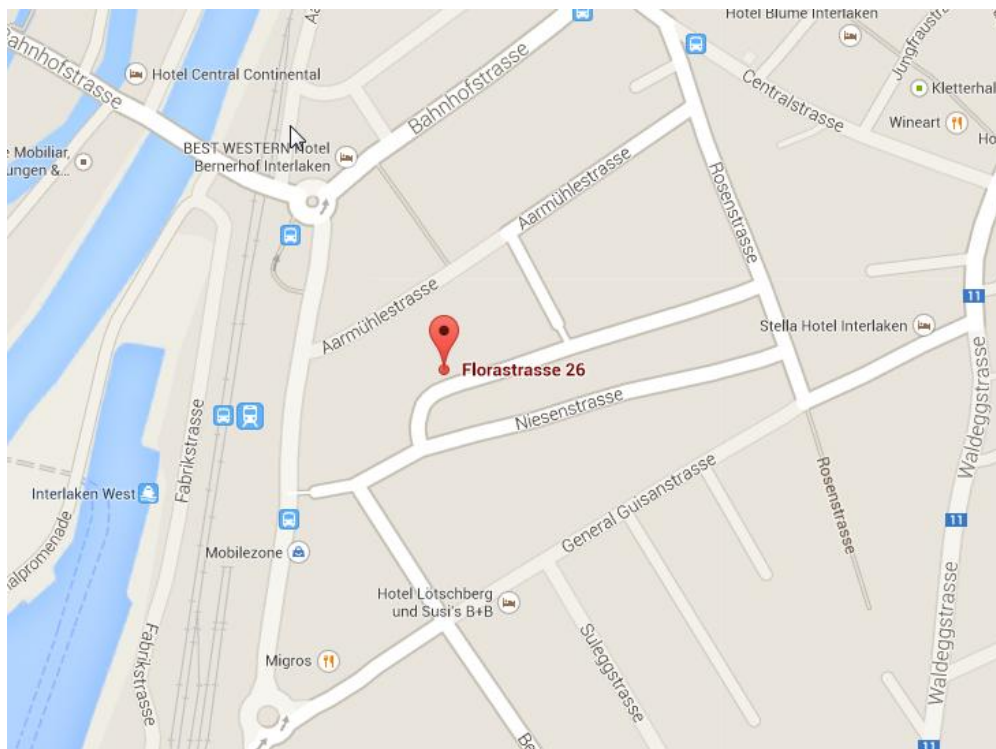 Hotel Blume Interlaken
Jungfraustr
Bahnhofstrasse
Hotel Central Continental
Bahnhofstrasse
Centralstrasse
Kletterhal
Wineart
Ho
e Mobiliar,
ungen &...
BEST WESTERN Hotel
Bernerhof Interlaken
Aarmühlestrasse
Rosenstrasse
Aarmühlestrasse
11
Stella Hotel Interlaken
Florastrasse 26
Niesenstrasse
Waldeggstrasse
Fabrikstrasse
Interlaken West
General Guisanstrasse
Rosenstrasse
11
alpromenade
Mobilezone
Hotel Lötschberg
und Susi's B+B
Waldeggstrasse
Fabrikstrasse
Suleggstrasse
Migros
Be
11